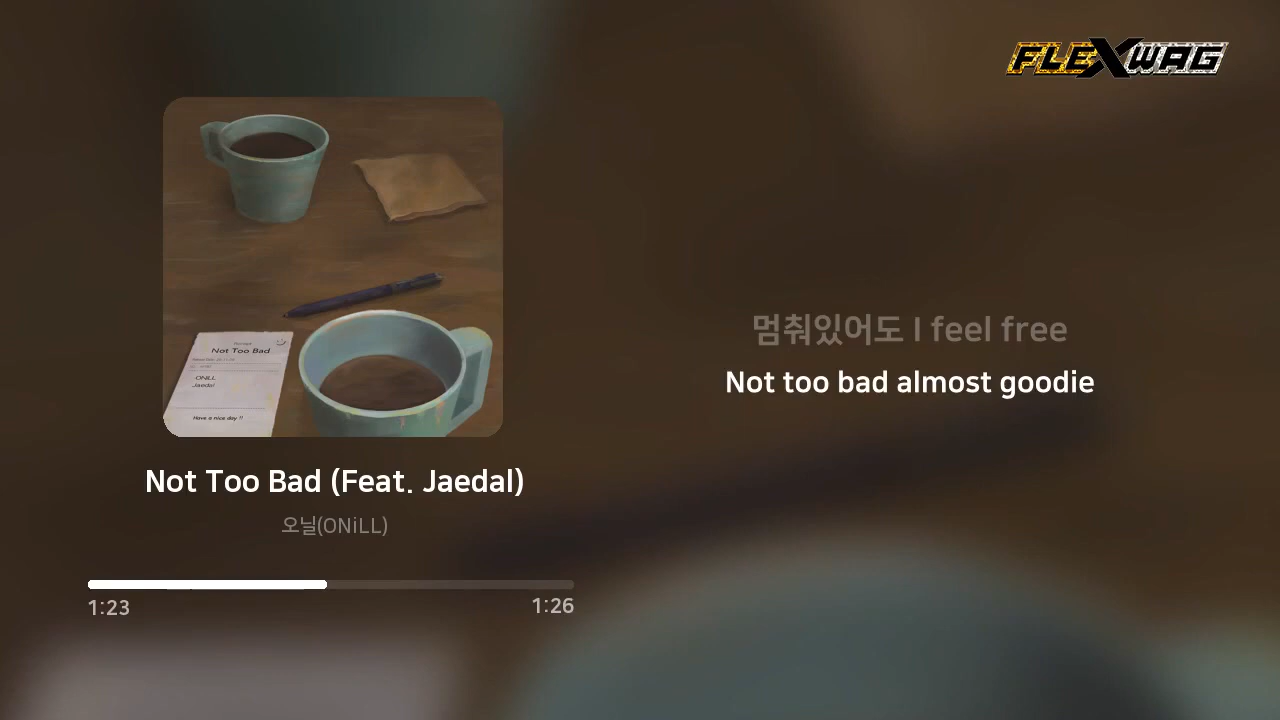 FLEXWAG
Not Too Bad
ONiLL
Jaedal
Have a nice day !!
멈춰있어도 I feel free
Not too bad almost goodie
Not Too Bad (Feat. Jaedal)
오닐(ONiLL)
1:23
1:26